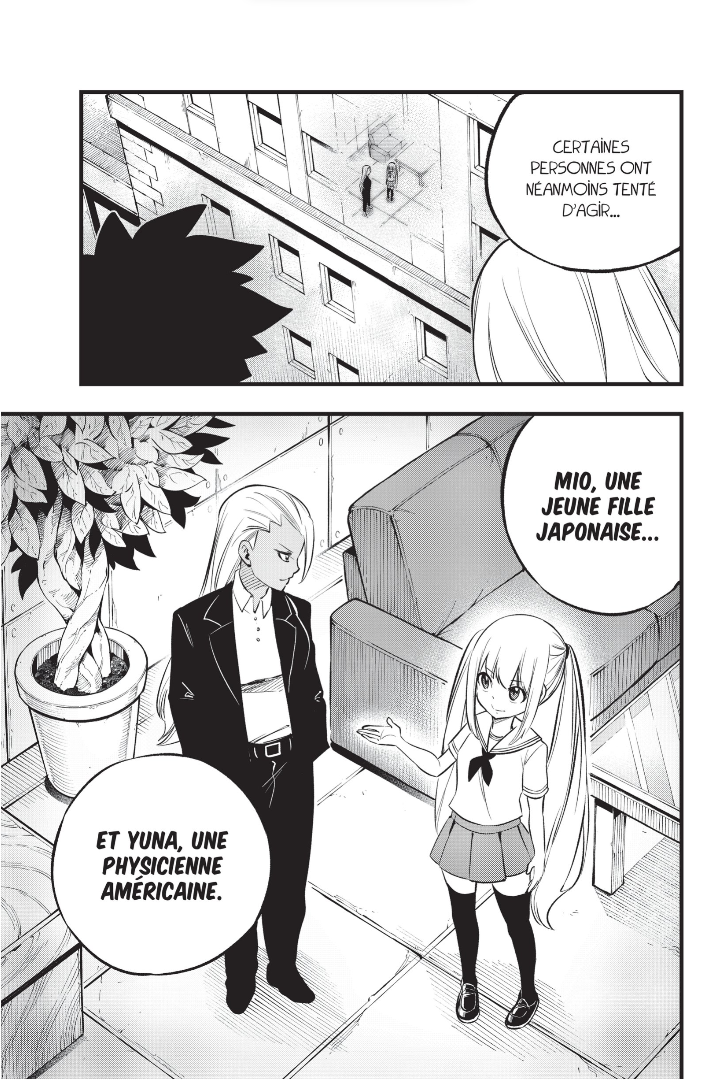 CERTAINES
PERSONNES ONT
NÉANMOINS TENTÉ
D'AGIR...
MIO, UNE
JEUNE FILLE
JAPONAISE...
ET YUNA, UNE
PHYSICIENNE
AMÉRICAINE.